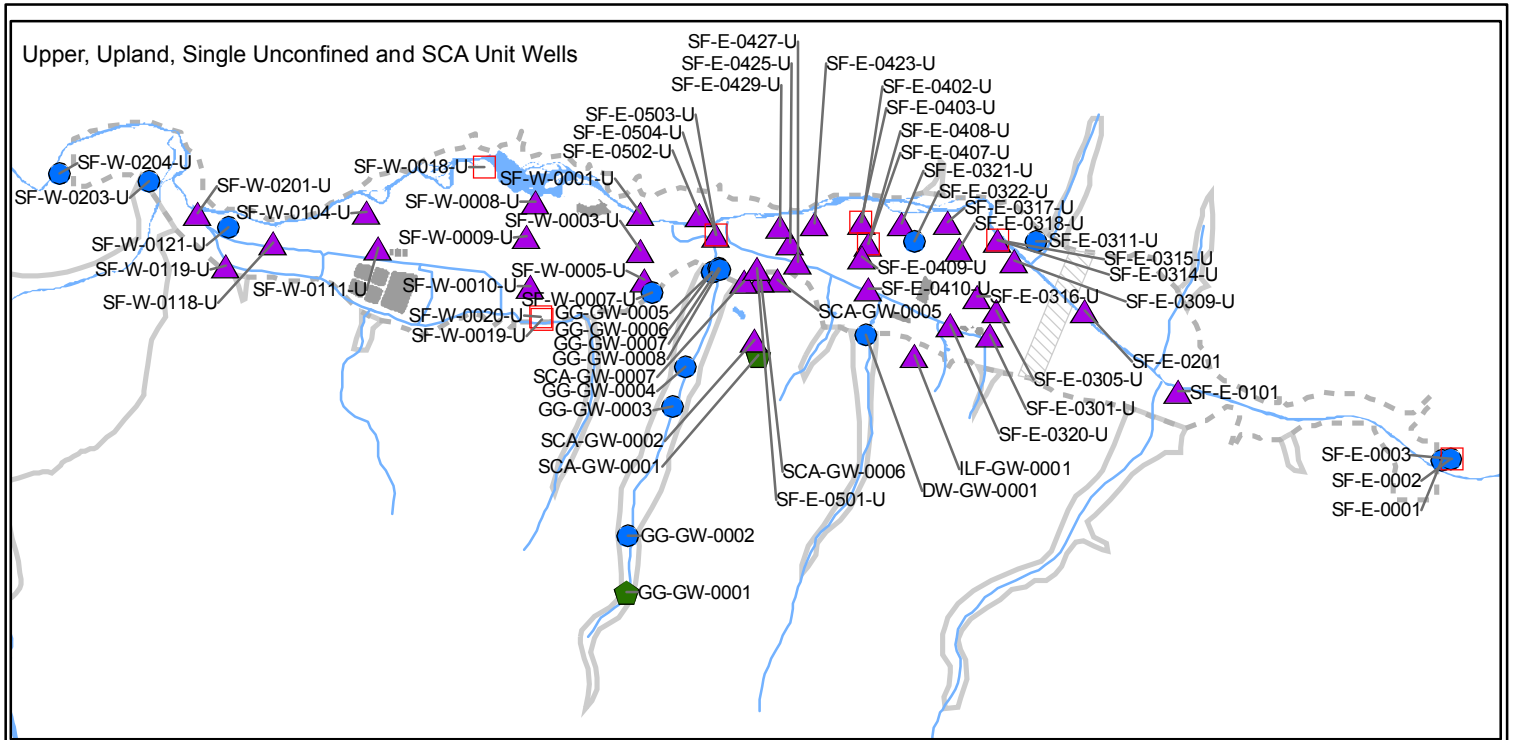 Upper, Upland, Single Unconfined and SCA Unit Wells
SF-E-0427-U
SF-E-0425-U
SF-E-0429-U
SF-E-0423-U
SF-E-0402-U
SF-E-0403-U
SF-E-0408-U
SF-E-0407-U
SF-E-0321-U
SF-E-0322-U
SF-E-0317-U
SF-E-0318-U
SF-E-0311-U
SF-E-0315-U
SF-E-0314-U
SF-E-0309-U
SF-E-0503-U
SF-E-0504-U
SF-E-0502-U
SF-W-0018-U
SF-W-0001-U
SF-W-0008-U
SF-W-0003-U
SF-W-0009-U
SF-W-0005-U
SF-W-0010-U
SF-W-0007-U
SF-W-0020-U
SF-W-0019-U
SF-W-0204-U
SF-W-0203-U
SF-W-0201-U
SF-W-0104-U
SF-W-0121-U
SF-W-0119-U
SF-W-0118-U
SF-W-0111-U
GG-GW-0005
GG-GW-0006
GG-GW-0007
GG-GW-0008
SCA-GW-0007
GG-GW-0004
GG-GW-0003
SCA-GW-0002
SCA-GW-0001
SCA-GW-0005
SF-E-0409-U
SF-E-0410-U
SF-E-0316-U
SF-E-0201
SF-E-0305-U
SF-E-0301-U
SF-E-0320-U
SF-E-0101
ILF-GW-0001
DW-GW-0001
SCA-GW-0006
SF-E-0501-U
SF-E-0003
SF-E-0002
SF-E-0001
GG-GW-0002
GG-GW-0001